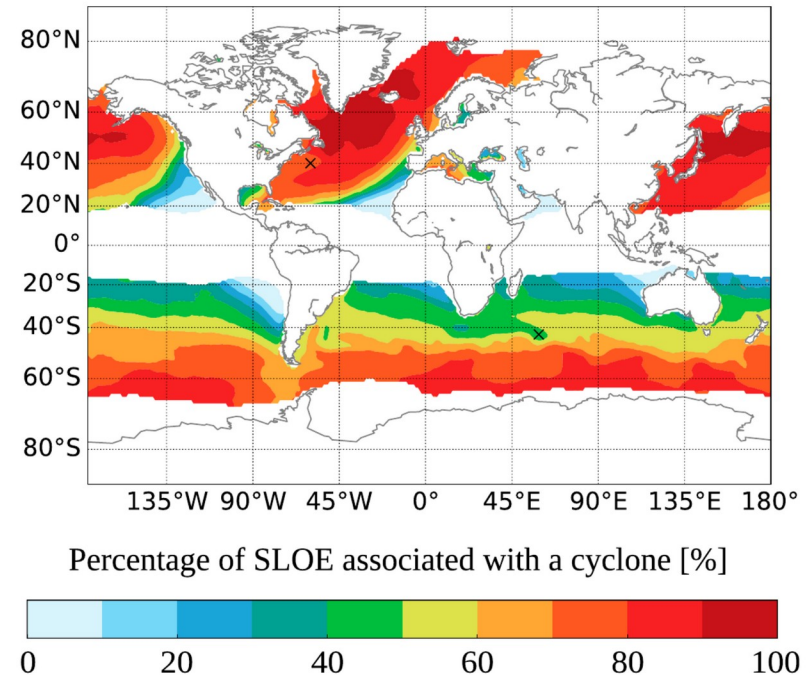 80°N
60°N
40°N
20°N
0°
20°S
40°S
60°S
80°S
135°W 90°W 45°W 0° 45°E 90°E 135°E 180°
Percentage of SLOE associated with a cyclone [%]
0 20 40 60 80 100